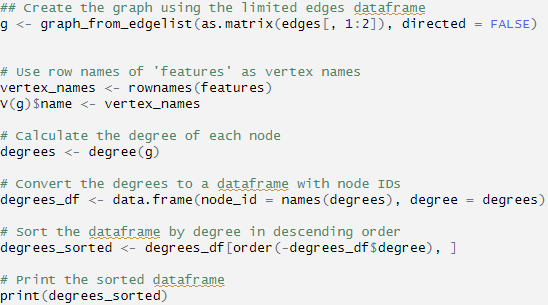 ## Create the graph using the limited edges dataframe
g <- graph_from_edgelist(as.matrix(edges[, 1:2]), directed = FALSE)
# Use row names of 'features' as vertex names
vertex_names <- rownames(features)
V(g)$name <- vertex_names
# Calculate the degree of each node
degrees <- degree(g)
# Convert the degrees to a dataframe with node IDs
degrees_df <- data.frame(node_id = names(degrees), degree = degrees)
# Sort the dataframe by degree in descending order
degrees_sorted <- degrees_df[order(-degrees_df$degree), ]
# Print the sorted dataframe
print(degrees_sorted)